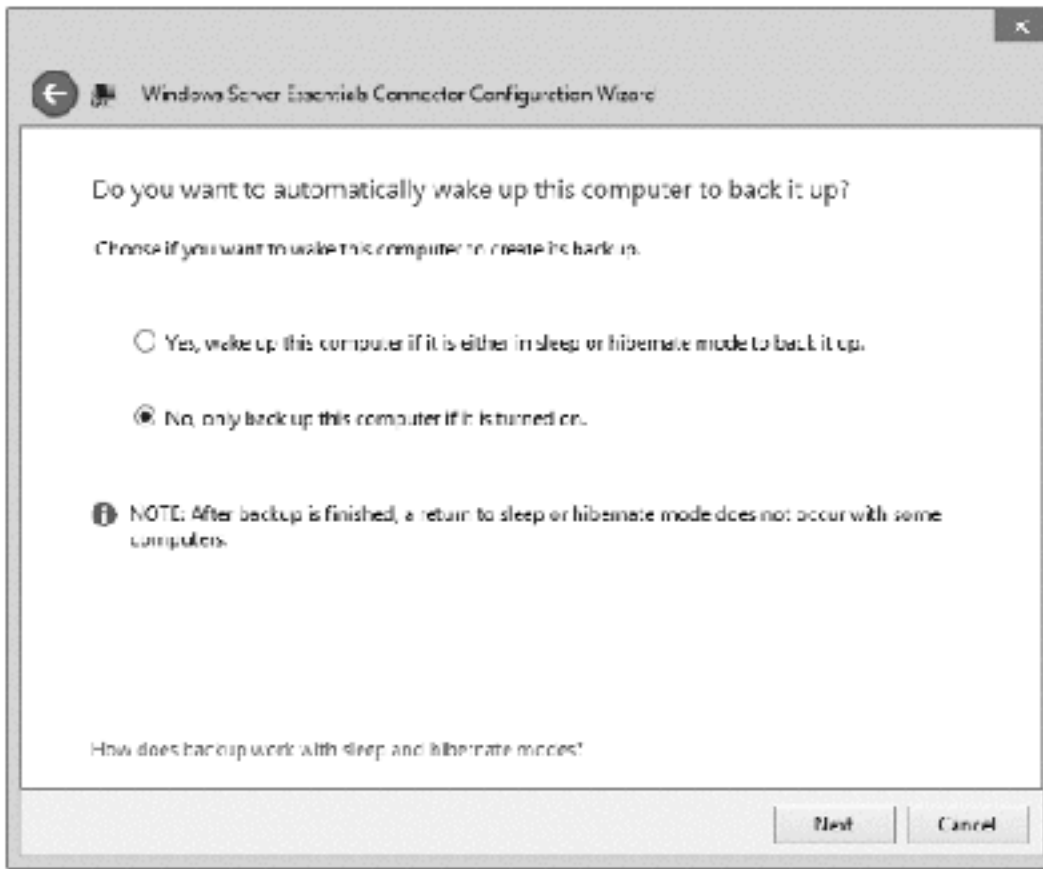 Windows Server Essentials Connector Configuration Wizard
Do you want to automatically wake up this computer to back it up?
Choose if you want to wake this computer to create its backup.
Yes, wake up this computer if it is either in sleep or hibernate mode to back it up.
No, only back up this computer if it is turned on.
NOTE: After backup is finished, a return to sleep or hibernate mode does not occur with some
computers.
How does backup work with sleep and hibernate modes?
Next Cancel